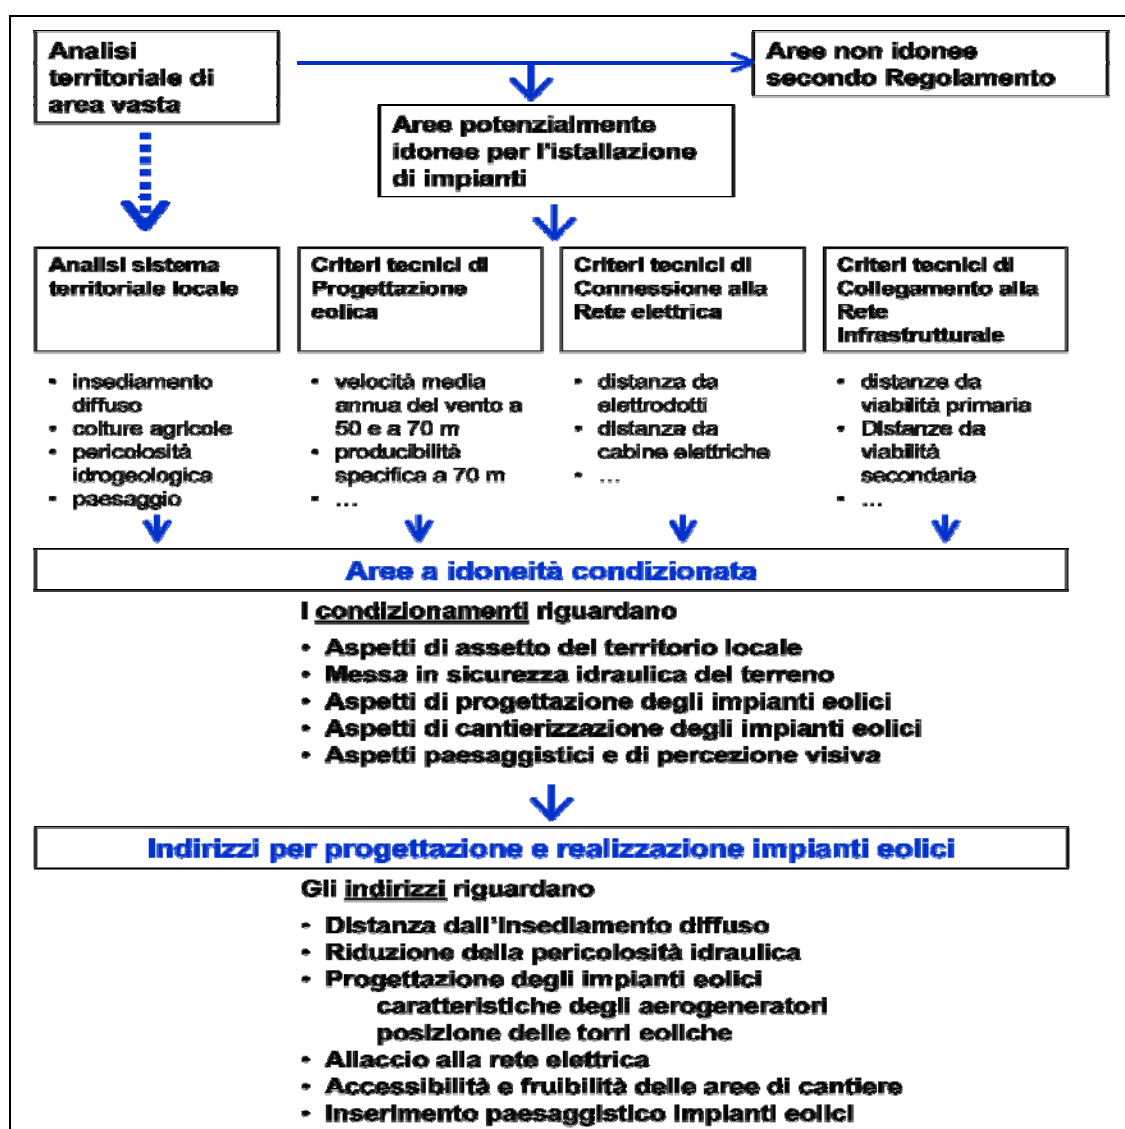 Analisi
territoriale di
area vasta
Aree non idonee
secondo Regolamento
Aree potenzialmente
idonee per l'istallazione
di impianti
Analisi sistema
territoriale locale
Criteri tecnici di
Progettazione
eolica
Criteri tecnici di
Connessione alla
Rete elettrica
Criteri tecnici di
Collegamento alla
Rete
Infrastrutturale
• insediamento
diffuso
• colture agricole
• pericolosità
idrogeologica
• paesaggio
• velocità media
annua del vento a
50 e a 70 m
• producibilità
specifica a 70 m
• ...
• distanza da
elettrodotti
• distanza da
cabine elettriche
• ...
• distanze da
viabilità primaria
• Distanze da
viabilità
secondaria
• ...
Aree a idoneità condizionata
I condizionamenti riguardano
• Aspetti di assetto del territorio locale
• Messa in sicurezza idraulica del terreno
• Aspetti di progettazione degli impianti eolici
• Aspetti di cantierizzazione degli impianti eolici
• Aspetti paesaggistici e di percezione visiva
Indirizzi per progettazione e realizzazione impianti eolici
Gli indirizzi riguardano
• Distanza dall'insediamento diffuso
• Riduzione della pericolosità idraulica
• Progettazione degli impianti eolici
caratteristiche degli aerogeneratori
posizione delle torri eoliche
• Allaccio alla rete elettrica
• Accessibilità e fruibilità delle aree di cantiere
• Inserimento paesaggistico impianti eolici